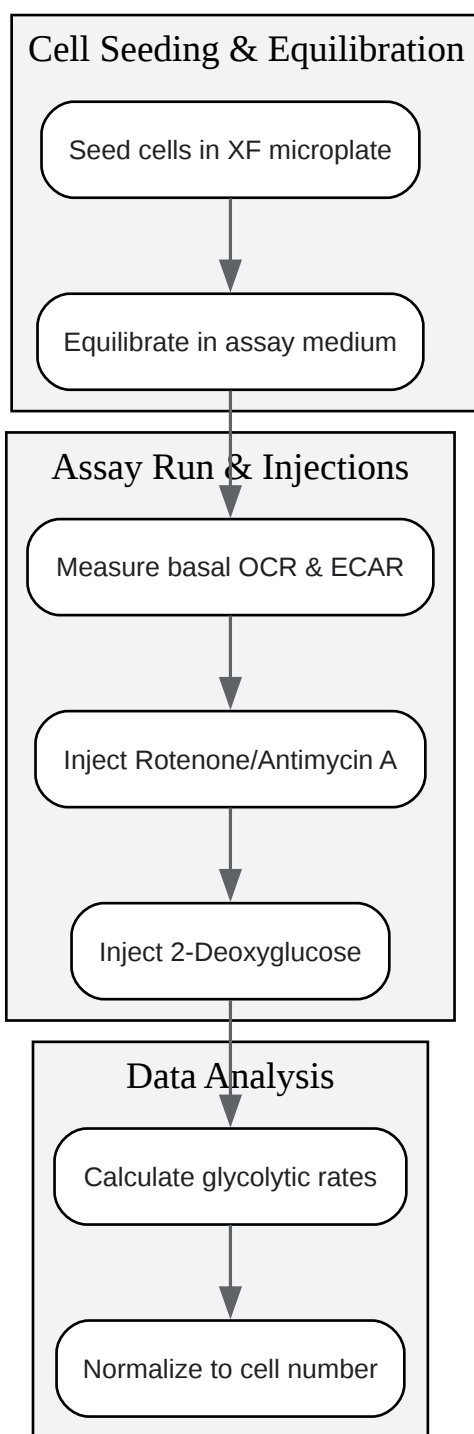 Cell Seeding & Equilibration
Seed cells in XF microplate
Equilibrate in assay medium
Assay Run & Injections
Measure basal OCR & ECAR
Inject Rotenone/Antimycin A
Inject 2-Deoxyglucose
Data Analysis
Calculate glycolytic rates
Normalize to cell number